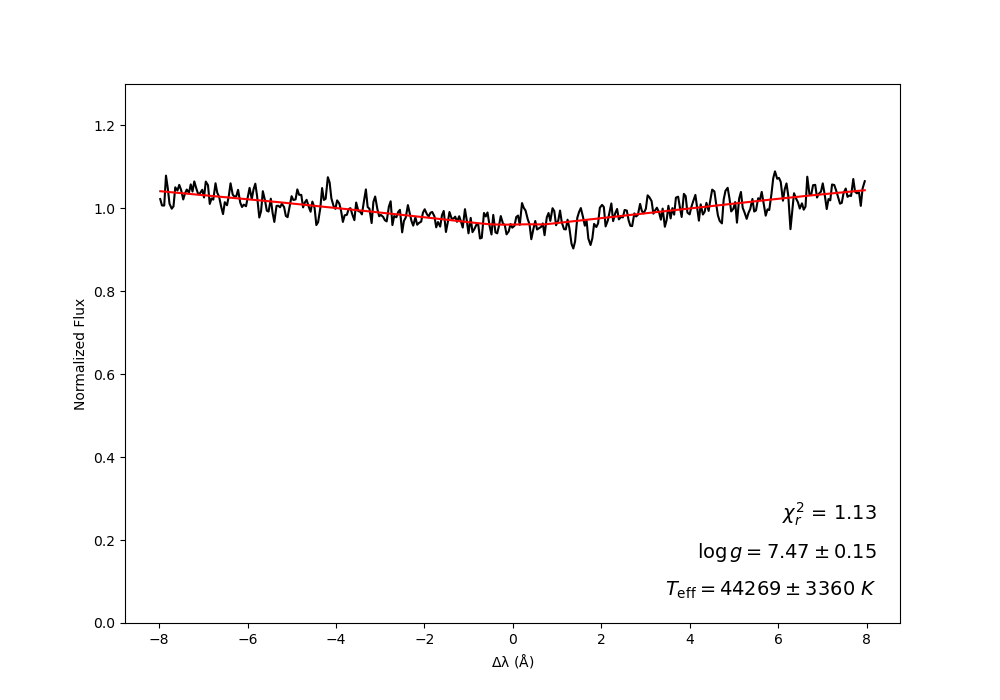 1.2
1.0
0.8
0.6
0.4
0.2
0.0
Normalized Flux
χ²ᵣ = 1.13
log g = 7.47 ± 0.15
T_eff = 44269 ± 3360 K
−8 −6 −4 −2 0 2 4 6 8
Δλ (Å)